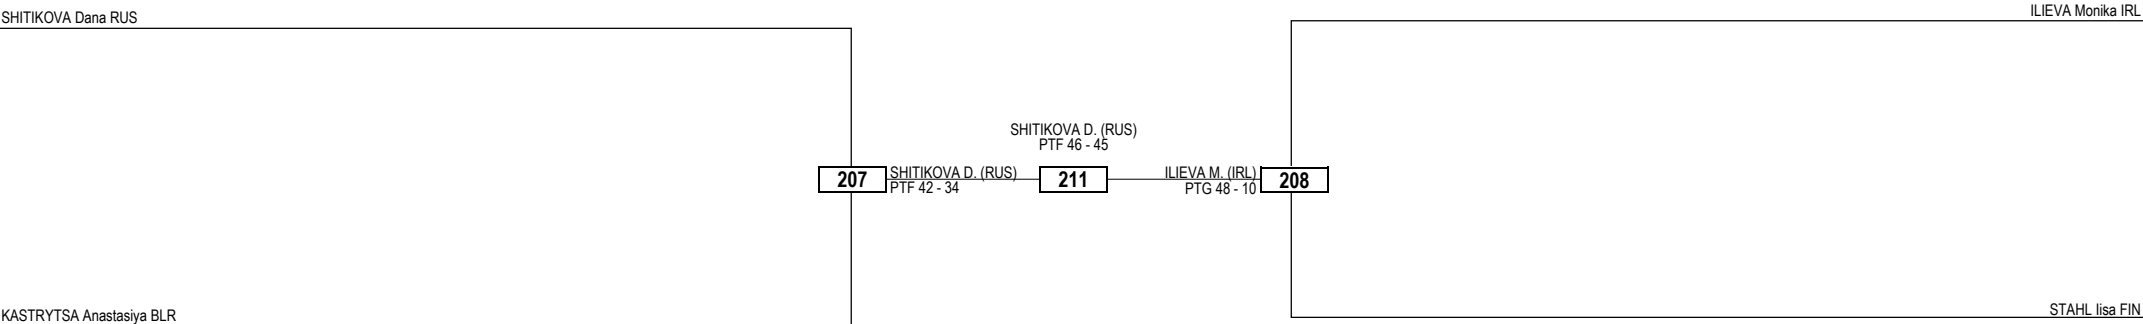 SHITIKOVA Dana RUS
ILIEVA Monika IRL
SHITIKOVA D. (RUS)
PTF 46 - 45
207
SHITIKOVA D. (RUS)
PTF 42 - 34
211
ILIEVA M. (IRL)
PTG 48 - 10
208
KASTRYTSA Anastasiya BLR
STAHL Iisa FIN